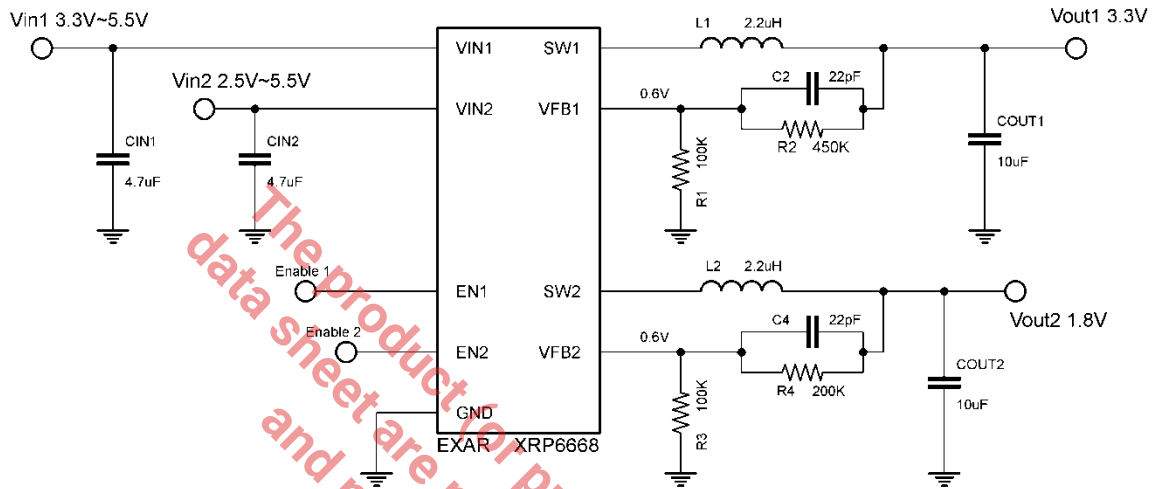 Vin1 3.3V~5.5V
Vin2 2.5V~5.5V
CIN1
4.7uF
CIN2
4.7uF
Enable 1
Enable 2
VIN1
VIN2
EN1
EN2
GND
SW1
VFB1
SW2
VFB2
EXAR XRP6668
L1 2.2uH
Vout1 3.3V
C2 22pF
0.6V
R2 450K
R1 100K
COUT1
10uF
L2 2.2uH
Vout2 1.8V
C4 22pF
0.6V
R4 200K
R3 100K
COUT2
10uF
The product (or
data sheet are
and